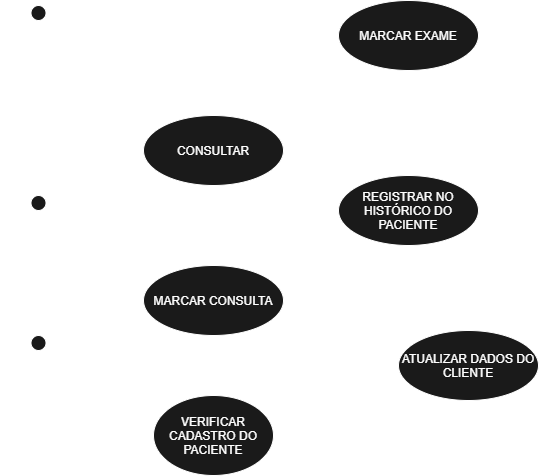 MARCAR EXAME
CONSULTAR
REGISTRAR NO
HISTÓRICO DO
PACIENTE
MARCAR CONSULTA
ATUALIZAR DADOS DO
CLIENTE
VERIFICAR
CADASTRO DO
PACIENTE